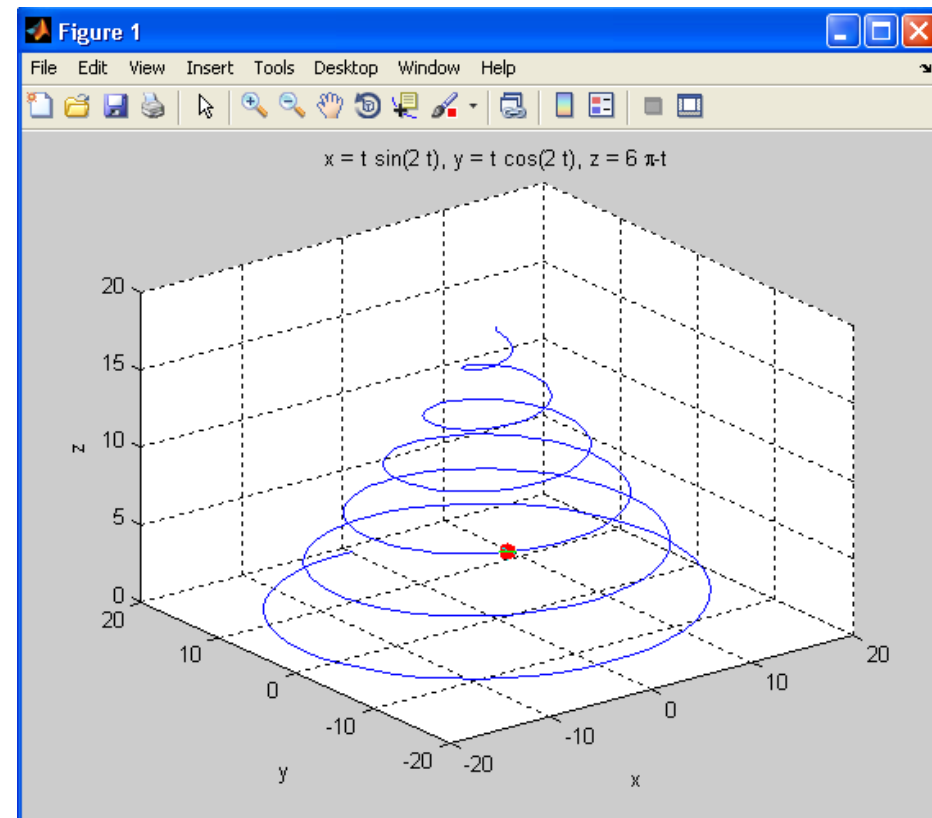 Figure 1
File Edit View Insert Tools Desktop Window Help
x = t sin(2 t), y = t cos(2 t), z = 6 π-t
20
15
10
5
0
z
20
10
0
-10
-20
y
-20
-10
0
10
20
x